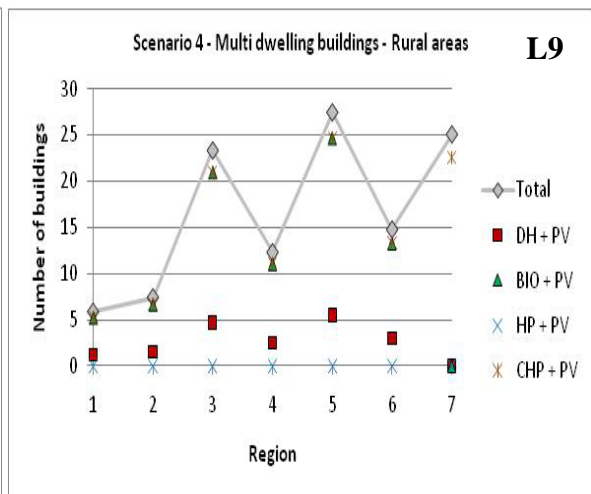 Scenario 4 - Multi dwelling buildings - Rural areas
L9
Number of buildings
30
25
20
15
10
5
0
1 2 3 4 5 6 7
Region
Total
DH + PV
BIO + PV
HP + PV
CHP + PV